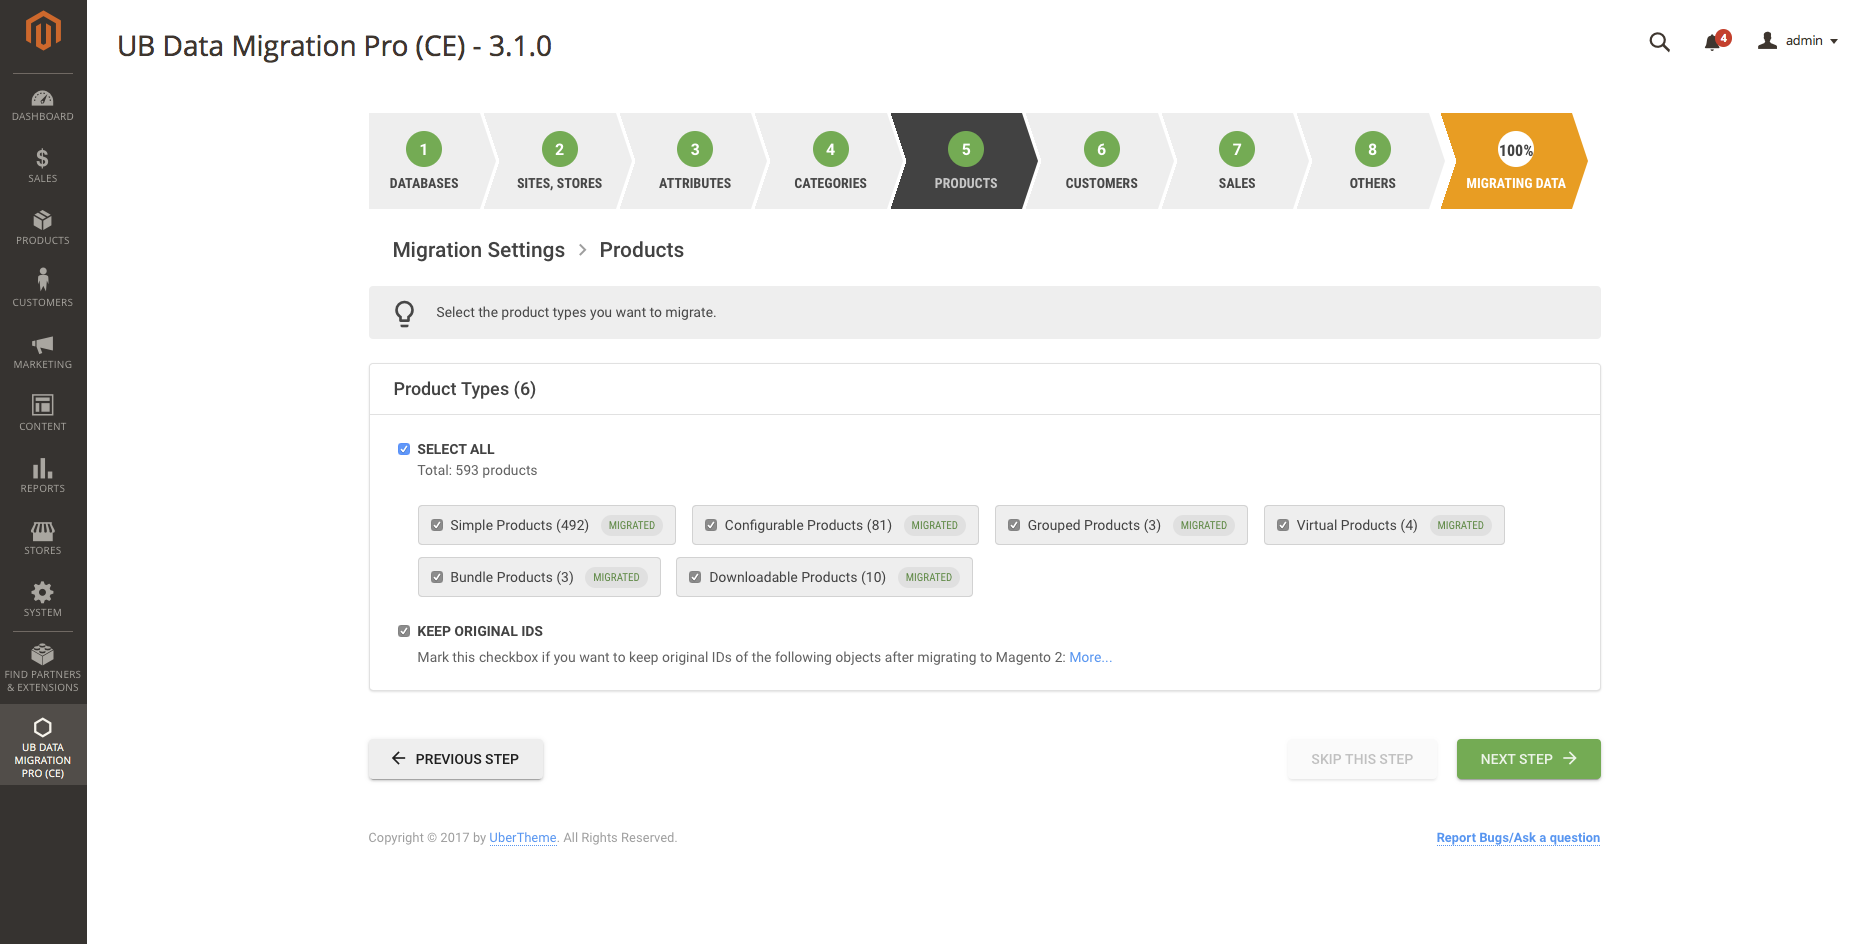 UB Data Migration Pro (CE) - 3.1.0
4
admin
DASHBOARD
SALES
PRODUCTS
CUSTOMERS
MARKETING
CONTENT
REPORTS
STORES
SYSTEM
FIND PARTNERS
& EXTENSIONS
UB DATA
MIGRATION
PRO (CE)
1 DATABASES
2 SITES, STORES
3 ATTRIBUTES
4 CATEGORIES
5 PRODUCTS
6 CUSTOMERS
7 SALES
8 OTHERS
100% MIGRATING DATA
Migration Settings > Products
Select the product types you want to migrate.
Product Types (6)
SELECT ALL
Total: 593 products
Simple Products (492) MIGRATED
Configurable Products (81) MIGRATED
Grouped Products (3) MIGRATED
Virtual Products (4) MIGRATED
Bundle Products (3) MIGRATED
Downloadable Products (10) MIGRATED
KEEP ORIGINAL IDS
Mark this checkbox if you want to keep original IDs of the following objects after migrating to Magento 2: More...
PREVIOUS STEP
SKIP THIS STEP
NEXT STEP
Copyright © 2017 by UberTheme. All Rights Reserved.
Report Bugs/Ask a question